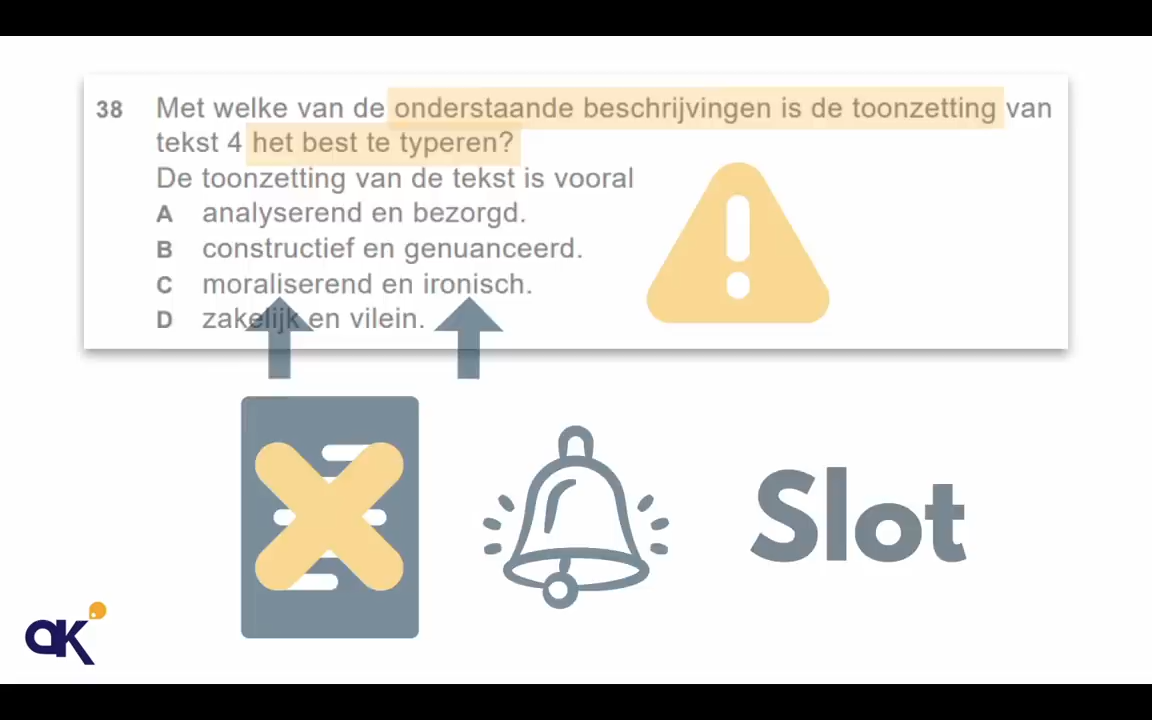 38 Met welke van de onderstaande beschrijvingen is de toonzetting van
tekst 4 het best te typeren?
De toonzetting van de tekst is vooral
A analyserend en bezorgd.
B constructief en genuanceerd.
C moraliserend en ironisch.
D zakelijk en vilein.
Slot
aK